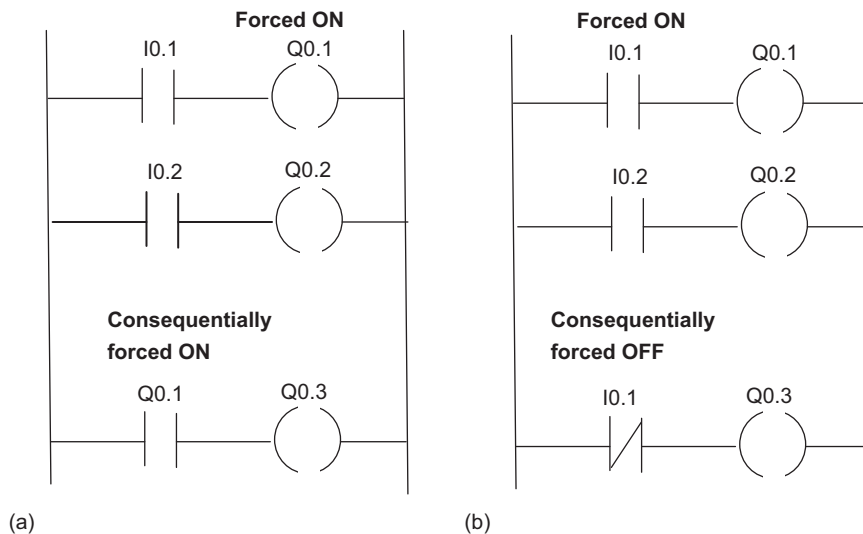 Forced ON
I0.1 Q0.1
I0.2 Q0.2
Consequentially
forced ON
Q0.1 Q0.3
(a)
Forced ON
I0.1 Q0.1
I0.2 Q0.2
Consequentially
forced OFF
I0.1 Q0.3
(b)